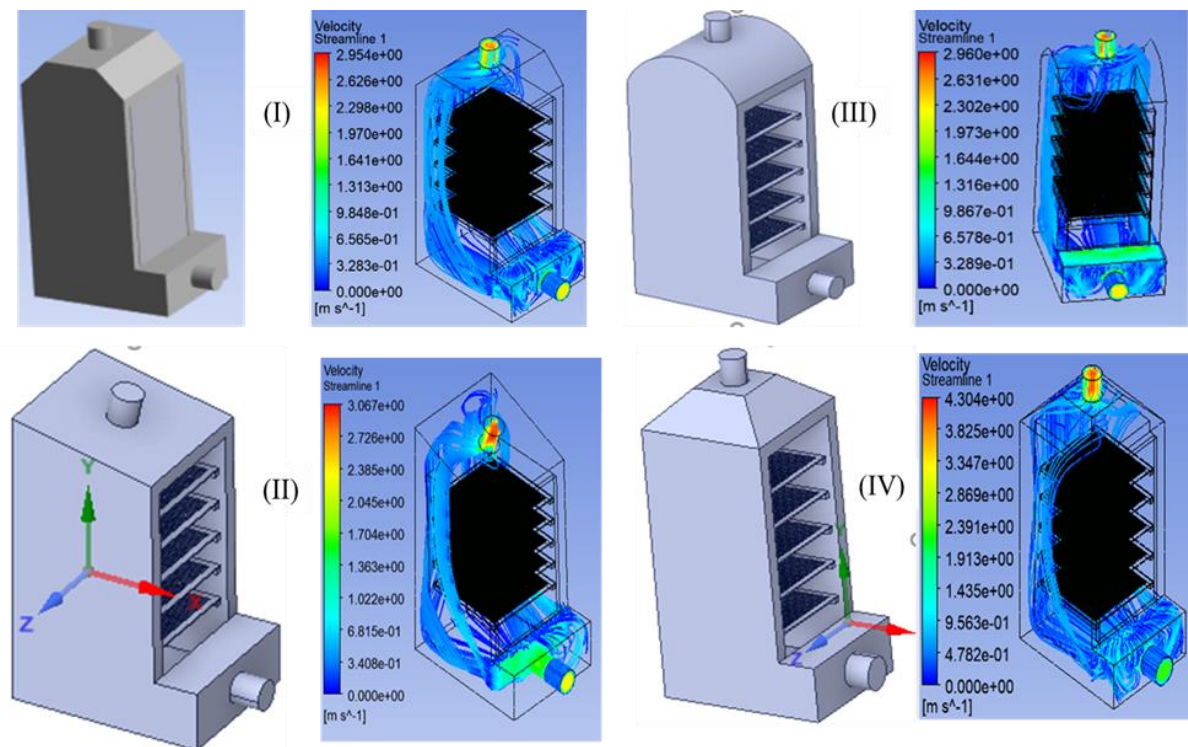 (I)
Velocity
Streamline 1
2.954e+00
2.626e+00
2.298e+00
1.970e+00
1.641e+00
1.313e+00
9.848e-01
6.565e-01
3.283e-01
0.000e+00
[m s^-1]
(III)
Velocity
Streamline 1
2.960e+00
2.631e+00
2.302e+00
1.973e+00
1.644e+00
1.316e+00
9.867e-01
6.578e-01
3.289e-01
0.000e+00
[m s^-1]
Y
X
Z
(II)
Velocity
Streamline 1
3.067e+00
2.726e+00
2.385e+00
2.045e+00
1.704e+00
1.363e+00
1.022e+00
6.815e-01
3.408e-01
0.000e+00
[m s^-1]
Z
(IV)
Velocity
Streamline 1
4.304e+00
3.825e+00
3.347e+00
2.869e+00
2.391e+00
1.913e+00
1.435e+00
9.563e-01
4.782e-01
0.000e+00
[m s^-1]